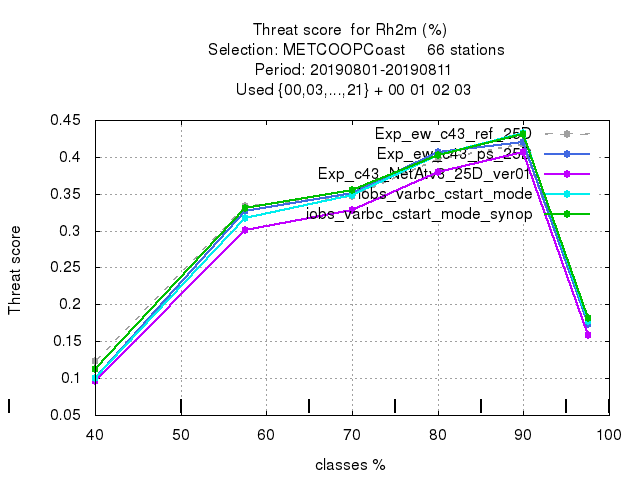 Threat score for Rh2m (%)
Selection: METCOOPCoast 66 stations
Period: 20190801-20190811
Used {00,03,...,21} + 00 01 02 03
0.45
0.4
0.35
0.3
0.25
0.2
0.15
0.1
0.05
Threat score
Exp_ew_c43_ref_25D
Exp_ew_c43_ps_25D
Exp_c43_NetAtv3_25D_ver01
iobs_varbc_cstart_mode
iobs_varbc_cstart_mode_synop
40 50 60 70 80 90 100
classes %